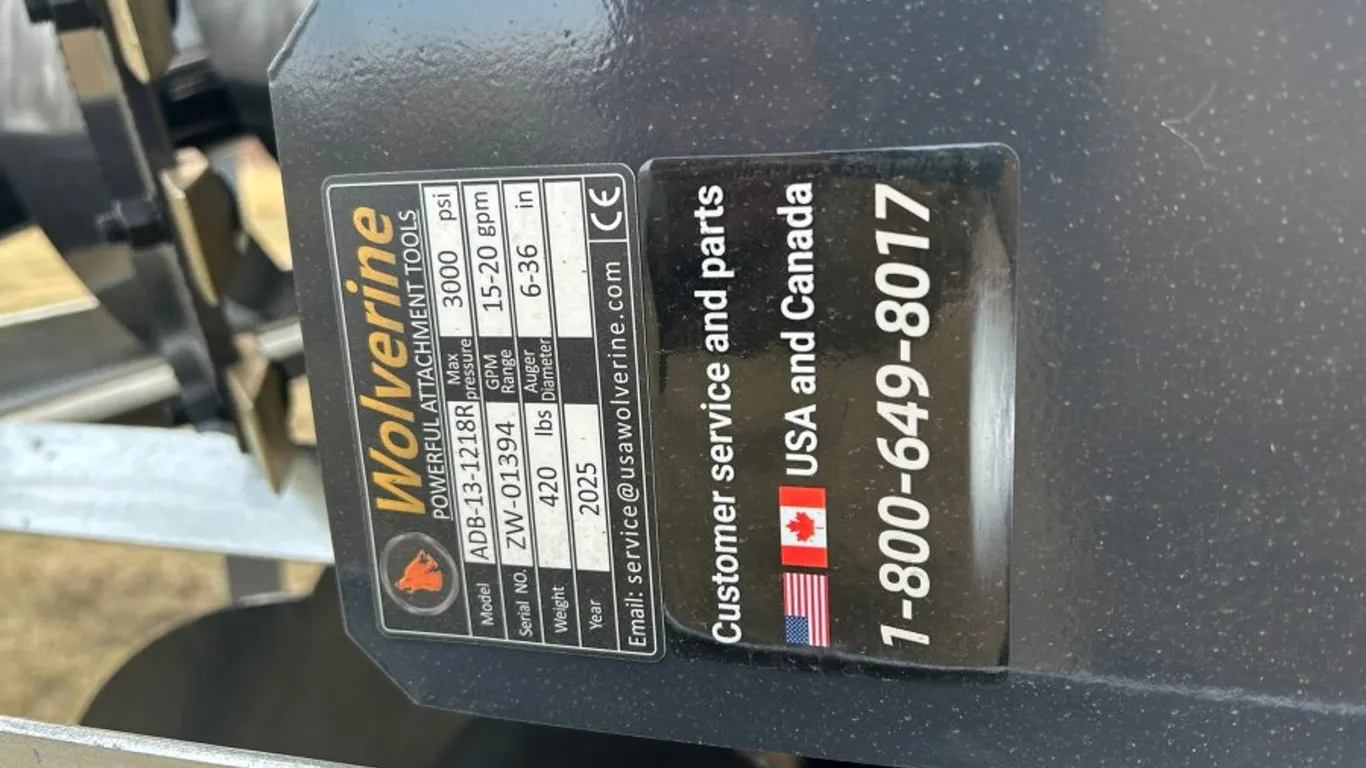 Wolverine
POWERFUL ATTACHMENT TOOLS
Model ADB-13-1218R Max pressure 3000 psi
Serial NO. ZW-01394 GPM Range 15-20 gpm
Weight 420 lbs Auger Diameter 6-36 in
Year 2025
Email: service@usawolverine.com CE
Customer service and parts
USA and Canada
1-800-649-8017